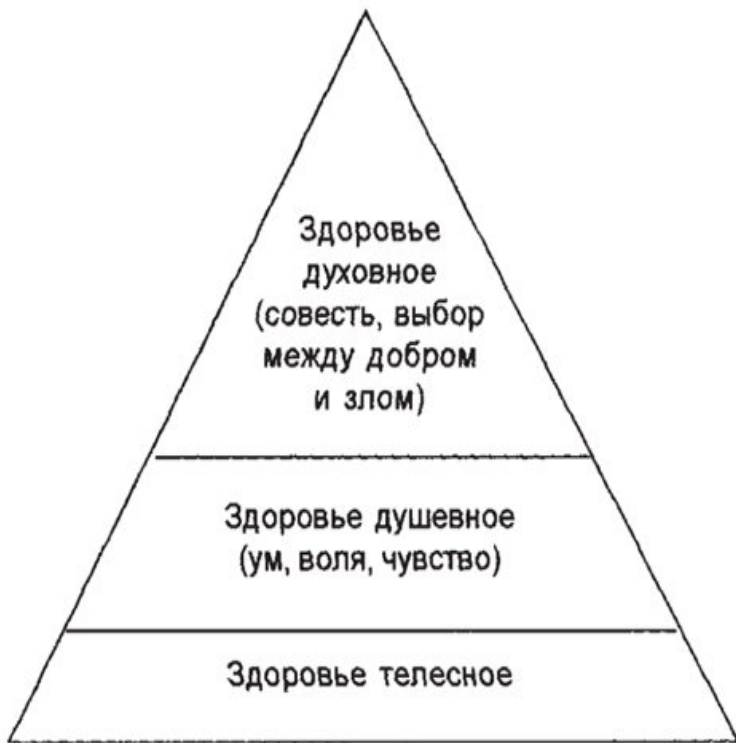 Здоровье
духовное
(совесть, выбор
между добром
и злом)
Здоровье душевное
(ум, воля, чувство)
Здоровье телесное